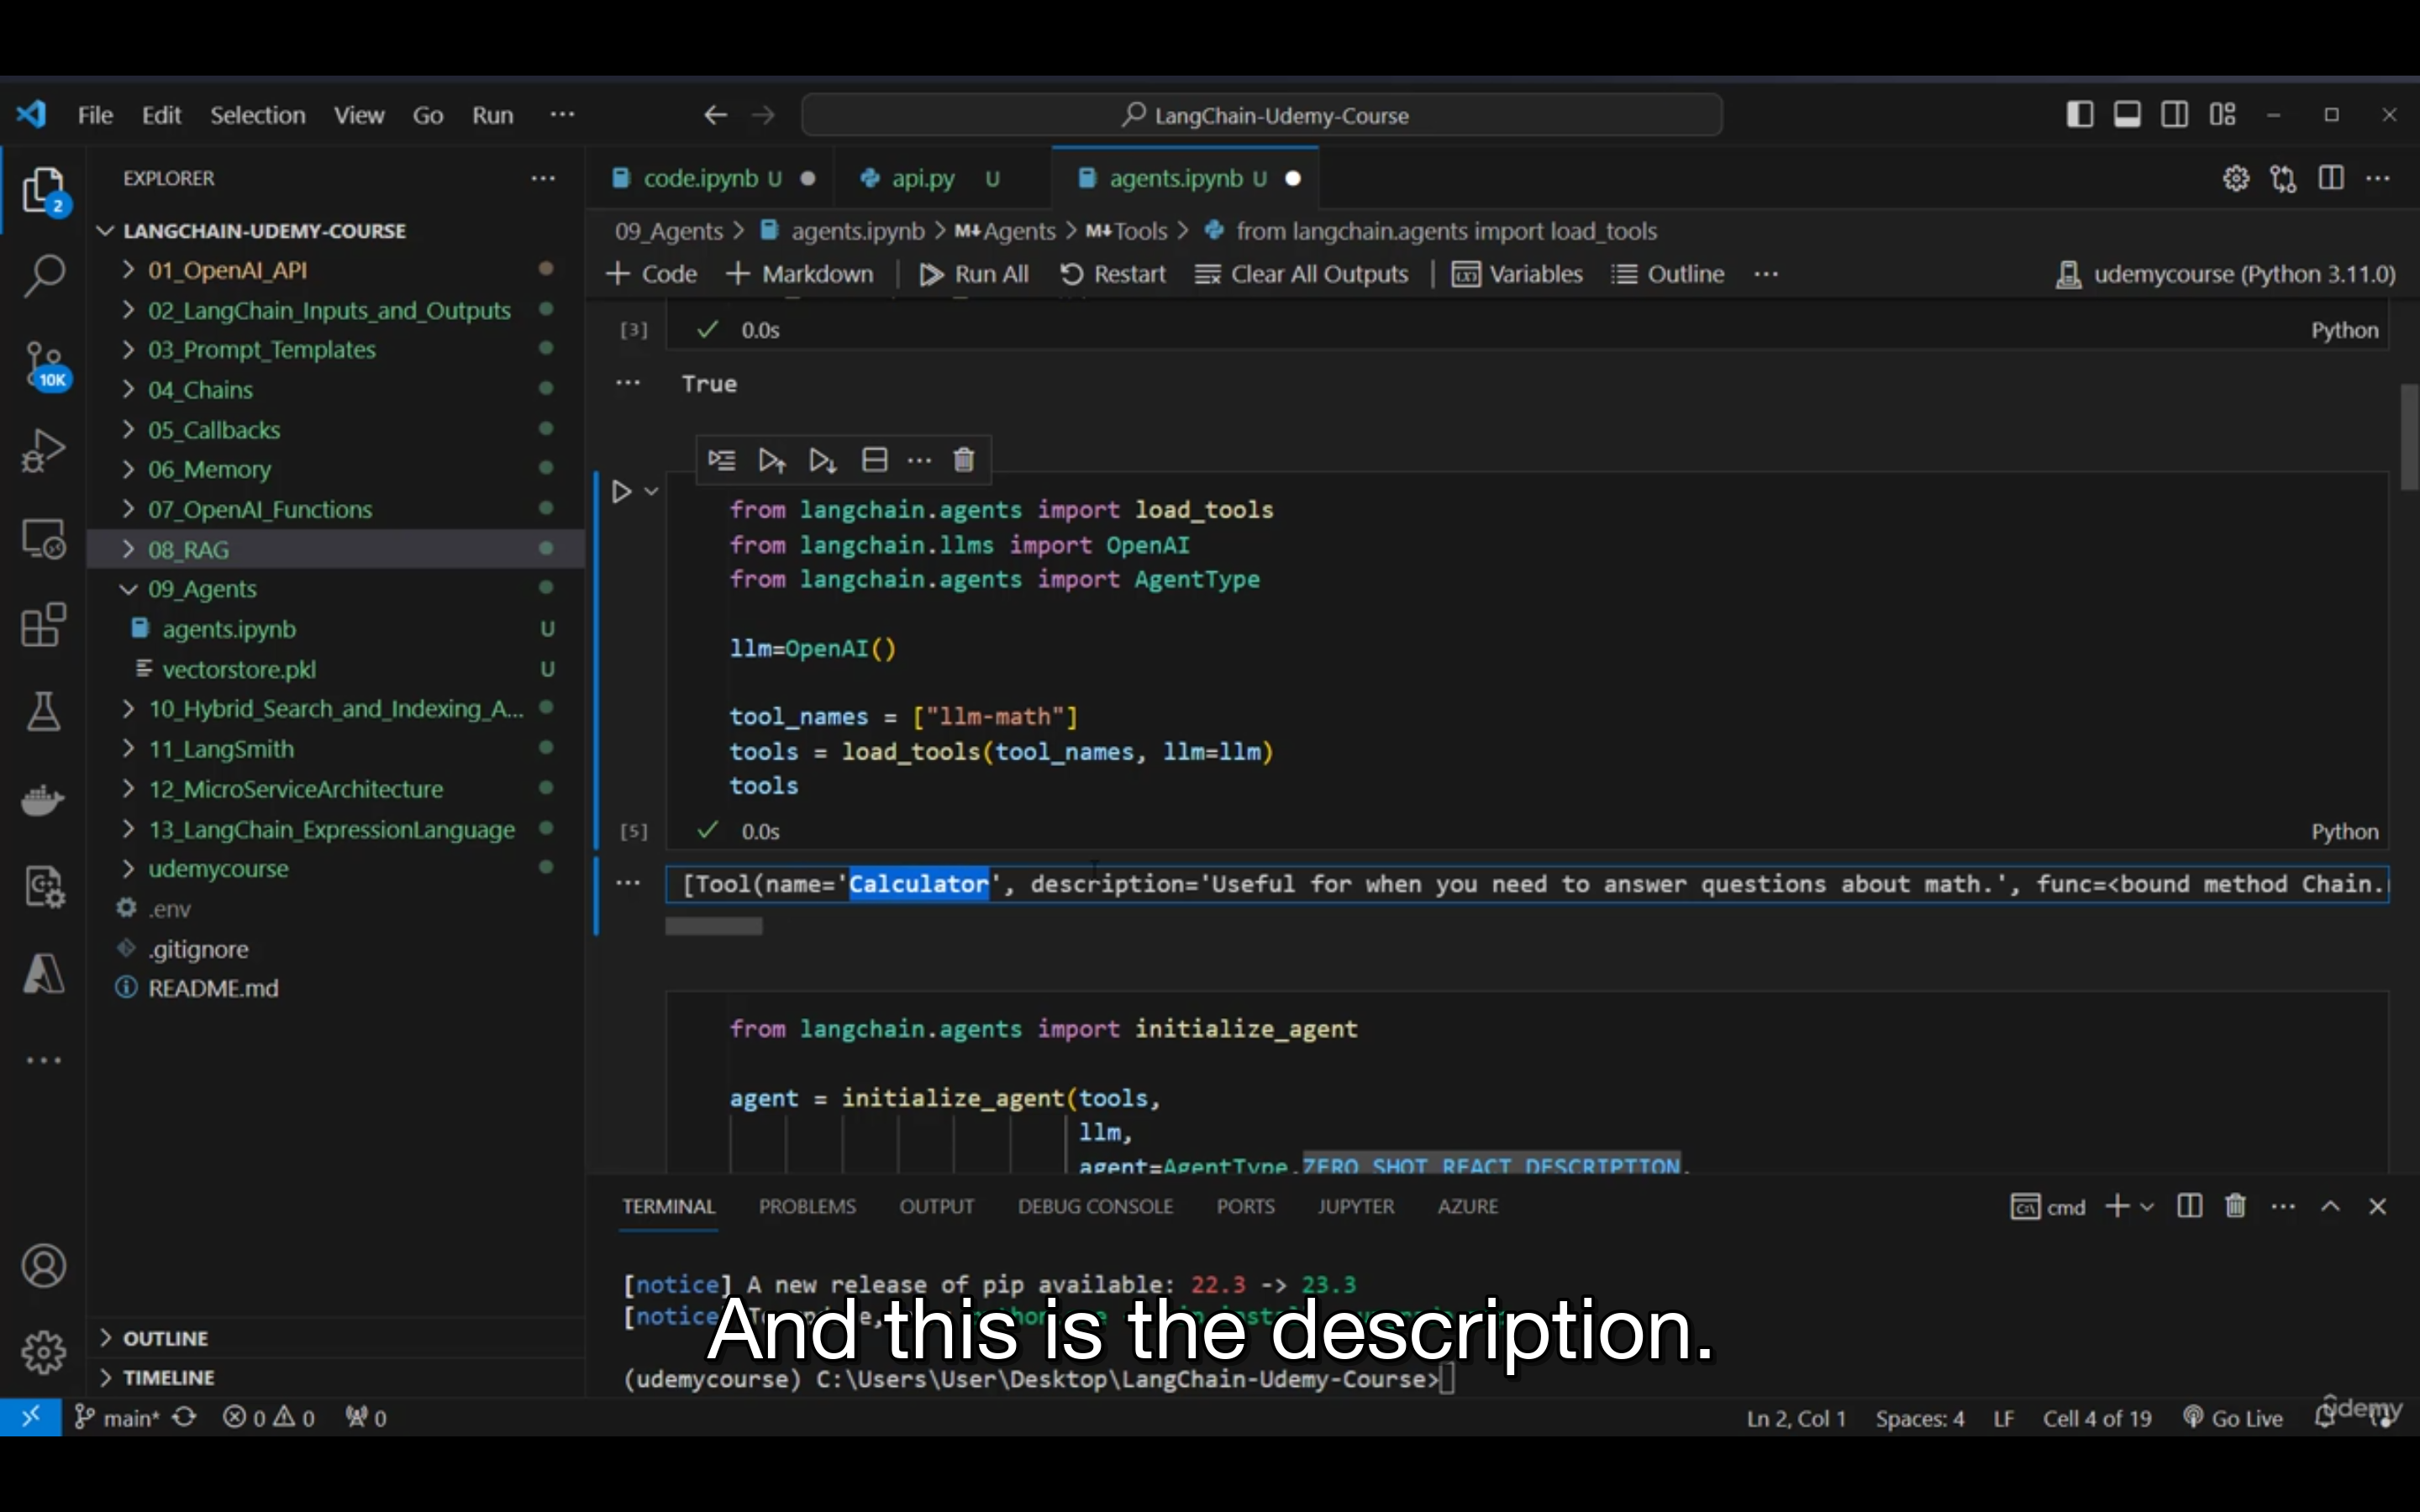 File Edit Selection View Go Run ... LangChain-Udemy-Course
EXPLORER
2
LANGCHAIN-UDEMY-COURSE
01_OpenAI_API
02_LangChain_Inputs_and_Outputs
03_Prompt_Templates
10K
04_Chains
05_Callbacks
06_Memory
07_OpenAI_Functions
08_RAG
09_Agents
agents.ipynb U
vectorstore.pkl U
10_Hybrid_Search_and_Indexing_A...
11_LangSmith
12_MicroServiceArchitecture
13_LangChain_ExpressionLanguage
udemycourse
.env
.gitignore
README.md
OUTLINE
TIMELINE
code.ipynb U api.py U agents.ipynb U
09_Agents > agents.ipynb > M↓Agents > M↓Tools > from langchain.agents import load_tools
+ Code + Markdown Run All Restart Clear All Outputs Variables Outline ... udemycourse (Python 3.11.0)
[3] 0.0s Python
... True
from langchain.agents import load_tools
from langchain.llms import OpenAI
from langchain.agents import AgentType
llm=OpenAI()
tool_names = ["llm-math"]
tools = load_tools(tool_names, llm=llm)
tools
[5] 0.0s Python
... [Tool(name='Calculator', description='Useful for when you need to answer questions about math.', func=<bound method Chain.
from langchain.agents import initialize_agent
agent = initialize_agent(tools,
llm,
agent=AgentType.ZERO_SHOT_REACT_DESCRIPTION,
TERMINAL PROBLEMS OUTPUT DEBUG CONSOLE PORTS JUPYTER AZURE cmd
[notice] A new release of pip available: 22.3 -> 23.3
[notice
And this is the description.
(udemycourse) C:\Users\User\Desktop\LangChain-Udemy-Course>
main* 0 0 0 Ln 2, Col 1 Spaces: 4 LF Cell 4 of 19 Go Live
ûdemy